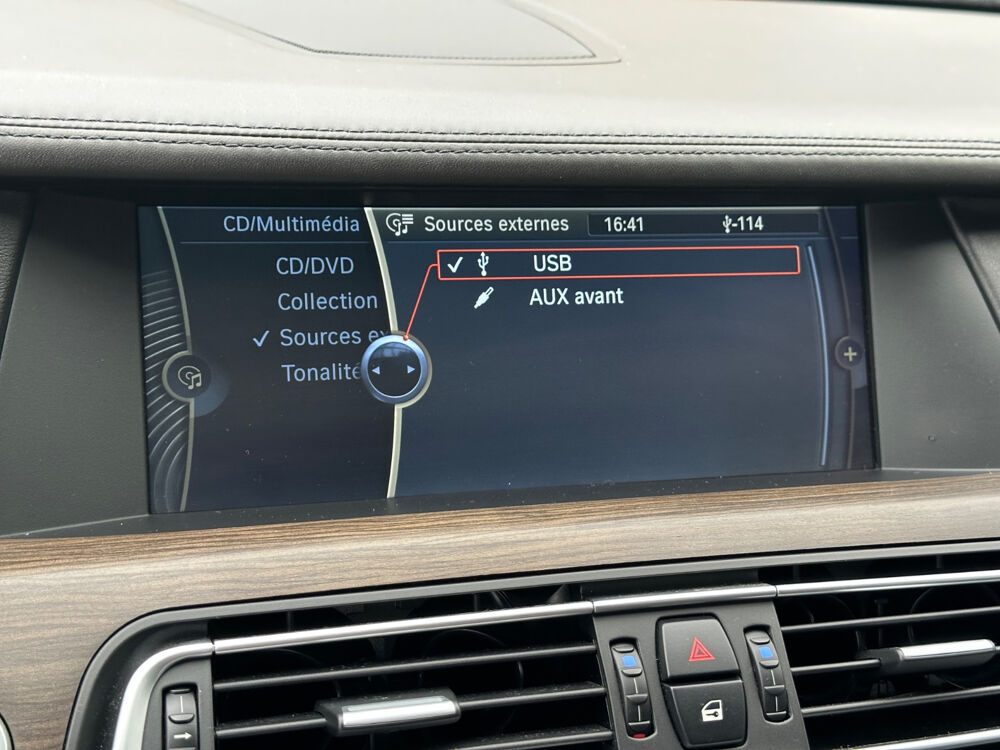 CD/Multimédia
Sources externes
16:41
-114
CD/DVD
Collection
Sources ex
Tonalité
USB
AUX avant